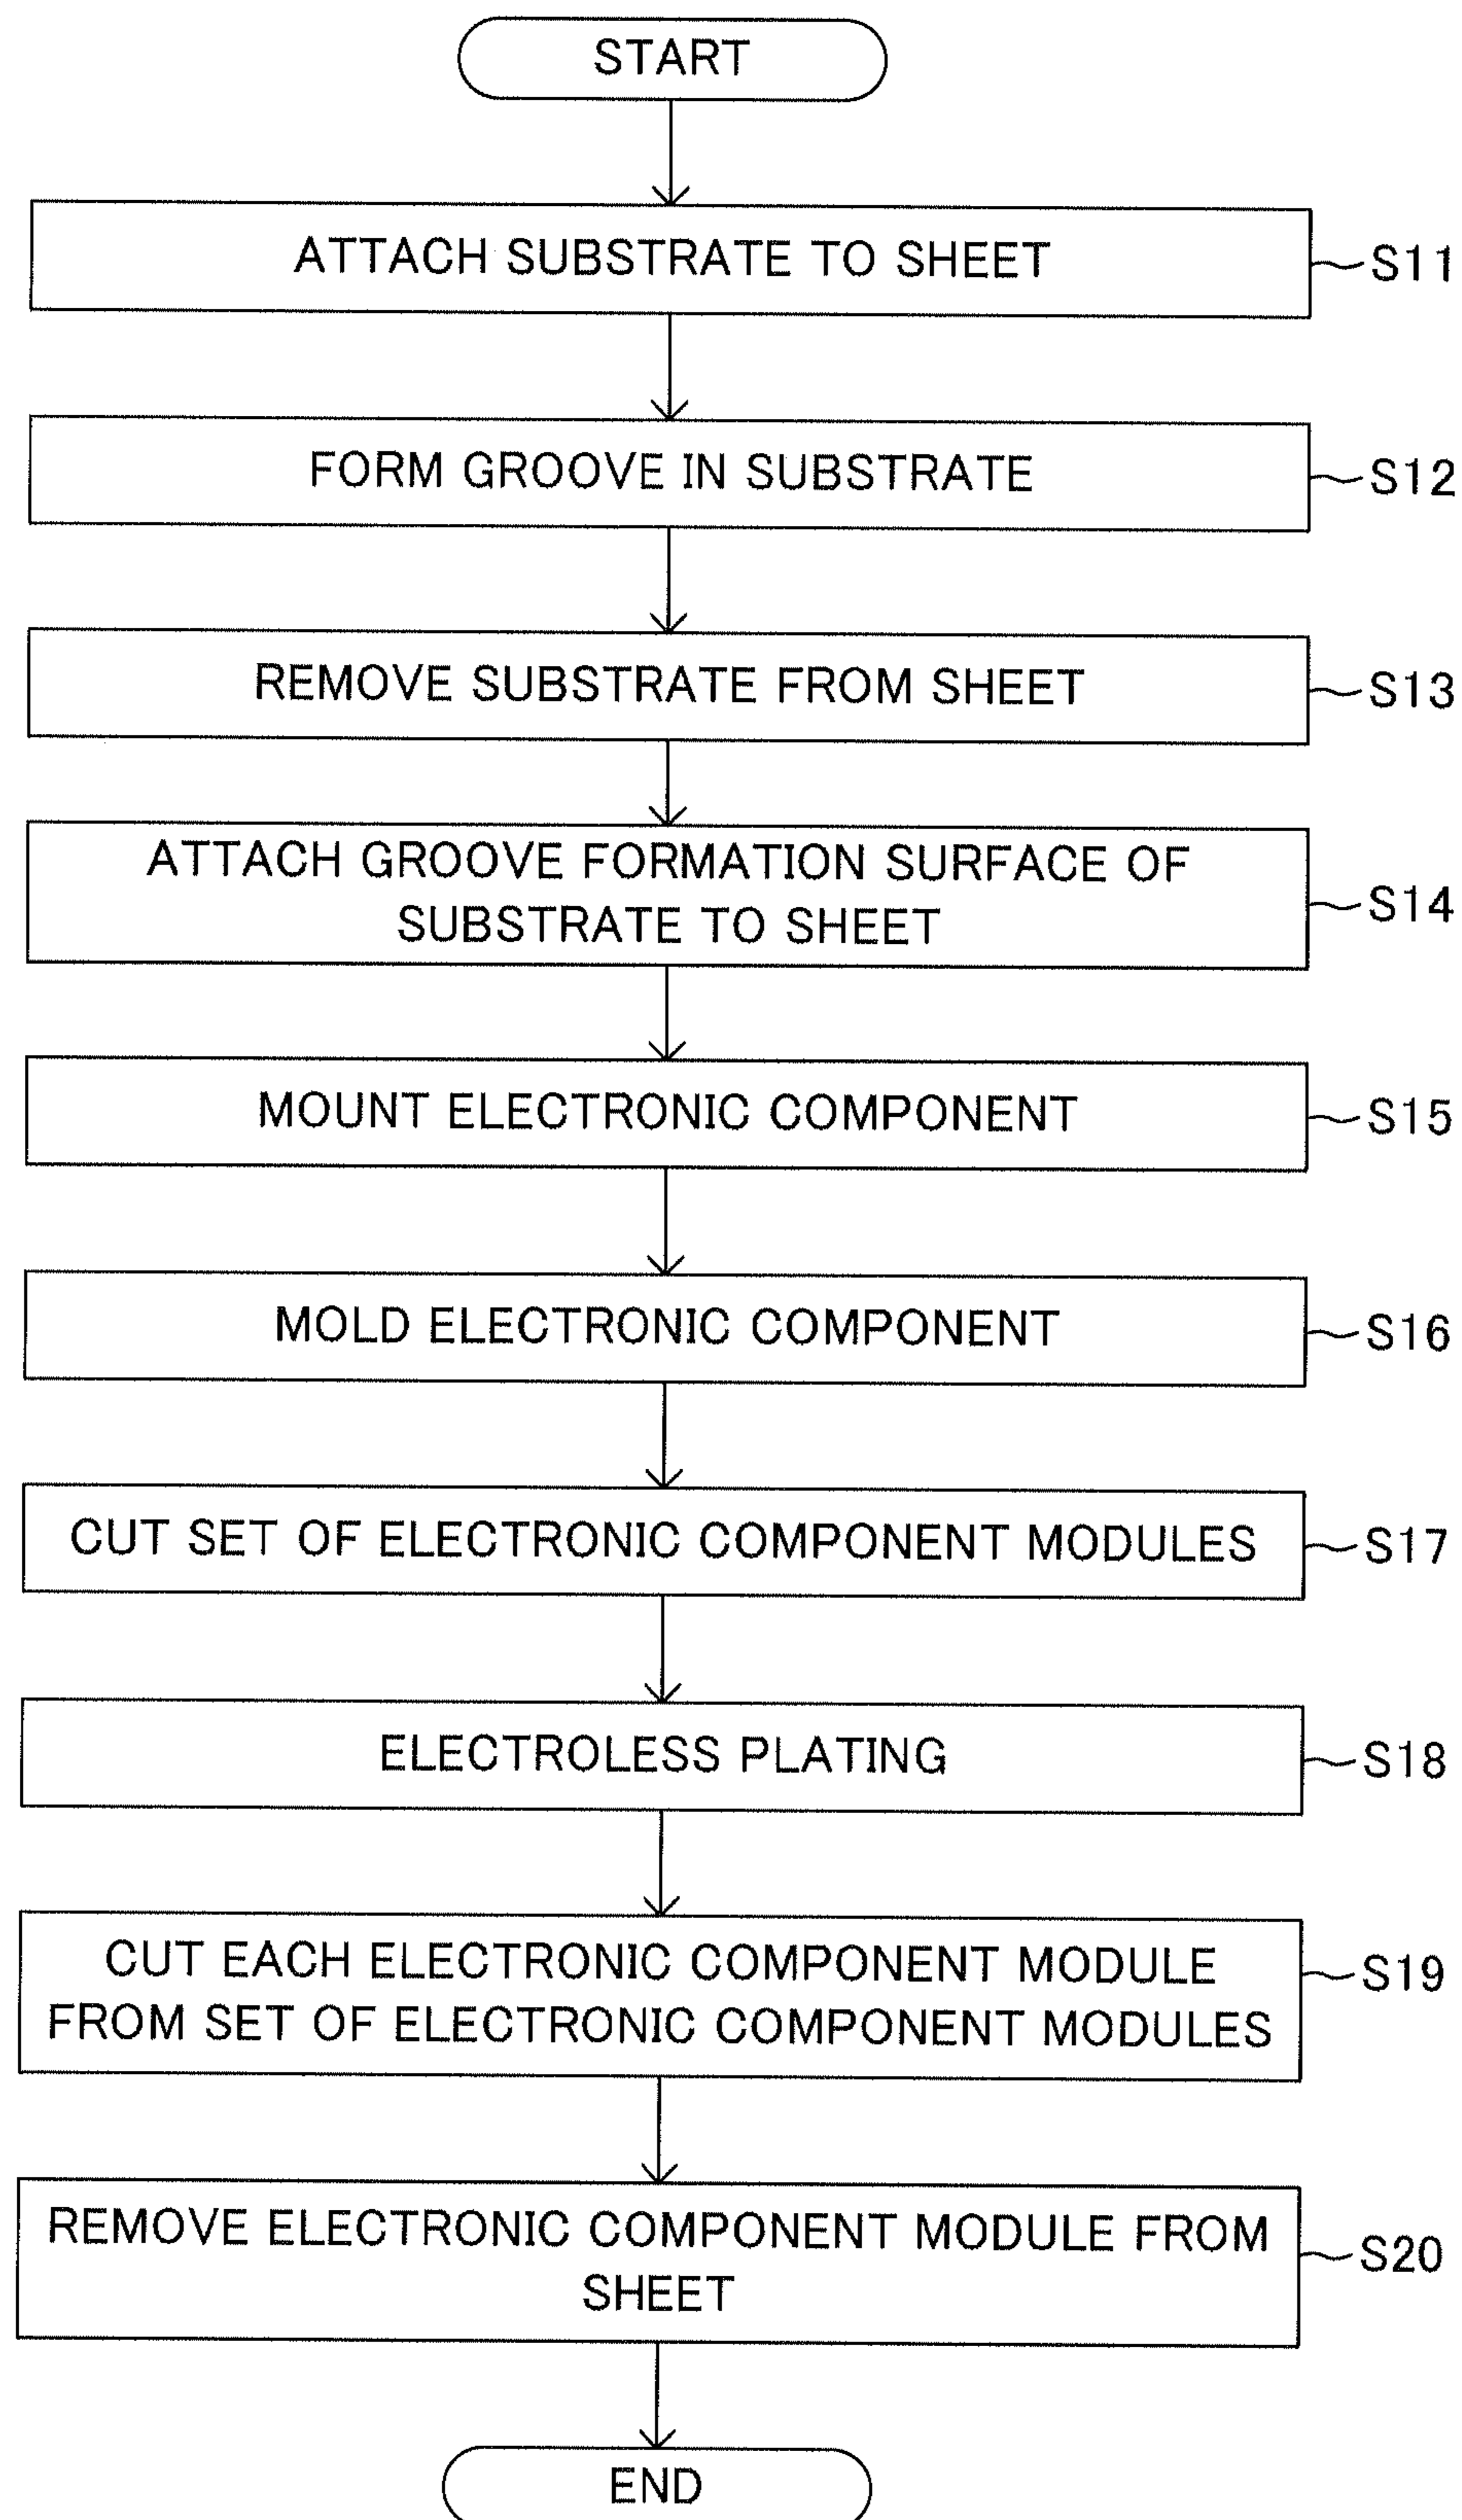 START
ATTACH SUBSTRATE TO SHEET
S11
FORM GROOVE IN SUBSTRATE
S12
REMOVE SUBSTRATE FROM SHEET
S13
ATTACH GROOVE FORMATION SURFACE OF
SUBSTRATE TO SHEET
S14
MOUNT ELECTRONIC COMPONENT
S15
MOLD ELECTRONIC COMPONENT
S16
CUT SET OF ELECTRONIC COMPONENT MODULES
S17
ELECTROLESS PLATING
S18
CUT EACH ELECTRONIC COMPONENT MODULE
FROM SET OF ELECTRONIC COMPONENT MODULES
S19
REMOVE ELECTRONIC COMPONENT MODULE FROM
SHEET
S20
END